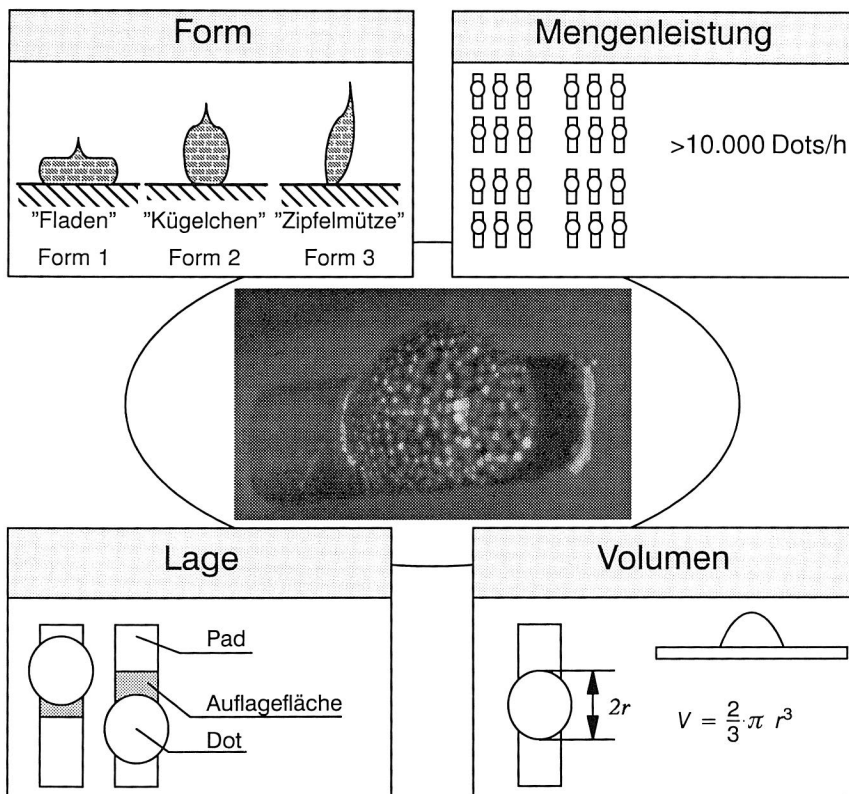 Form
"Fladen" "Kügelchen" "Zipfelmütze"
Form 1 Form 2 Form 3
Mengenleistung
>10.000 Dots/h
Lage
Pad
Auflagefläche
Dot
Volumen
2r
V = 2/3·π r³